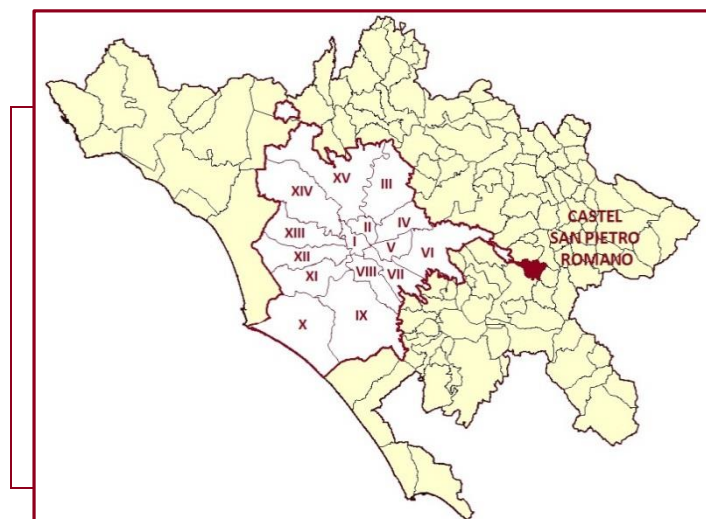 XV
III
XIV
II
IV
XIII
I
V
VI
XII
XI
VIII
VII
X
IX
CASTEL
SAN PIETRO
ROMANO